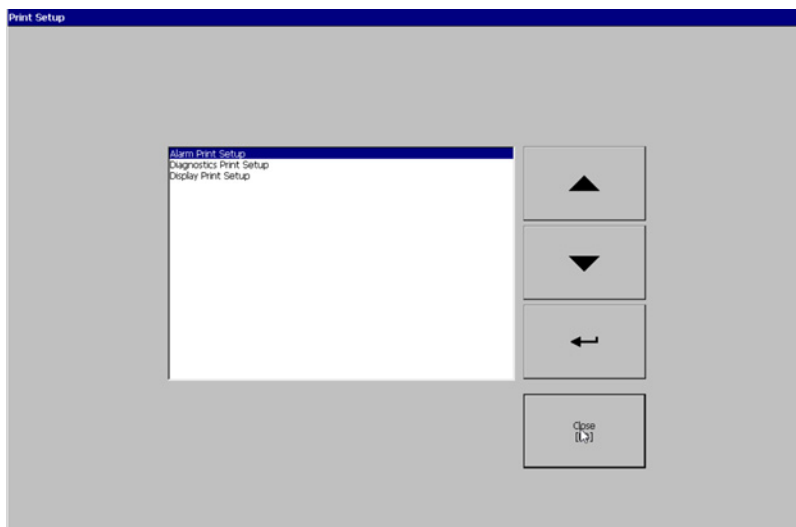 Print Setup
Alarm Print Setup
Diagnostics Print Setup
Display Print Setup
Close